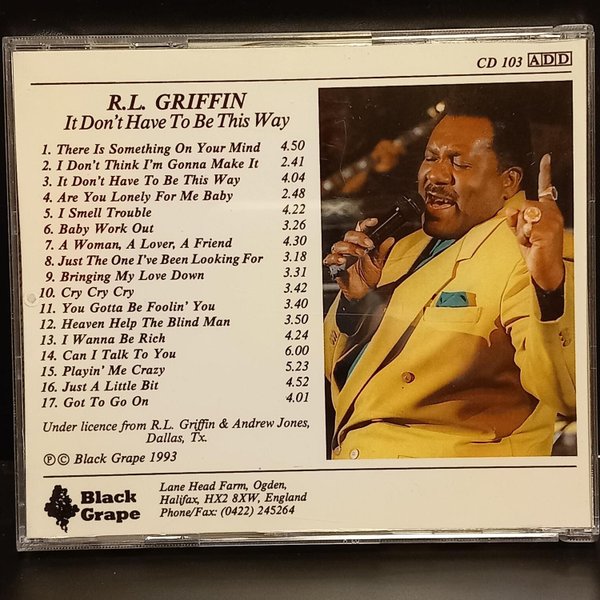 CD 103 ADD
R.L. GRIFFIN
It Don't Have To Be This Way
1. There Is Something On Your Mind 4.50
2. I Don't Think I'm Gonna Make It 2.41
3. It Don't Have To Be This Way 4.04
4. Are You Lonely For Me Baby 2.48
5. I Smell Trouble 4.22
6. Baby Work Out 3.26
7. A Woman, A Lover, A Friend 4.30
8. Just The One I've Been Looking For 3.18
9. Bringing My Love Down 3.31
10. Cry Cry Cry 3.42
11. You Gotta Be Foolin' You 3.40
12. Heaven Help The Blind Man 3.50
13. I Wanna Be Rich 4.24
14. Can I Talk To You 6.00
15. Playin' Me Crazy 5.23
16. Just A Little Bit 4.52
17. Got To Go On 4.01
Under licence from R.L. Griffin & Andrew Jones,
Dallas, Tx.
℗© Black Grape 1993
Black
Grape
Lane Head Farm, Ogden,
Halifax, HX2 8XW, England
Phone/Fax: (0422) 245264